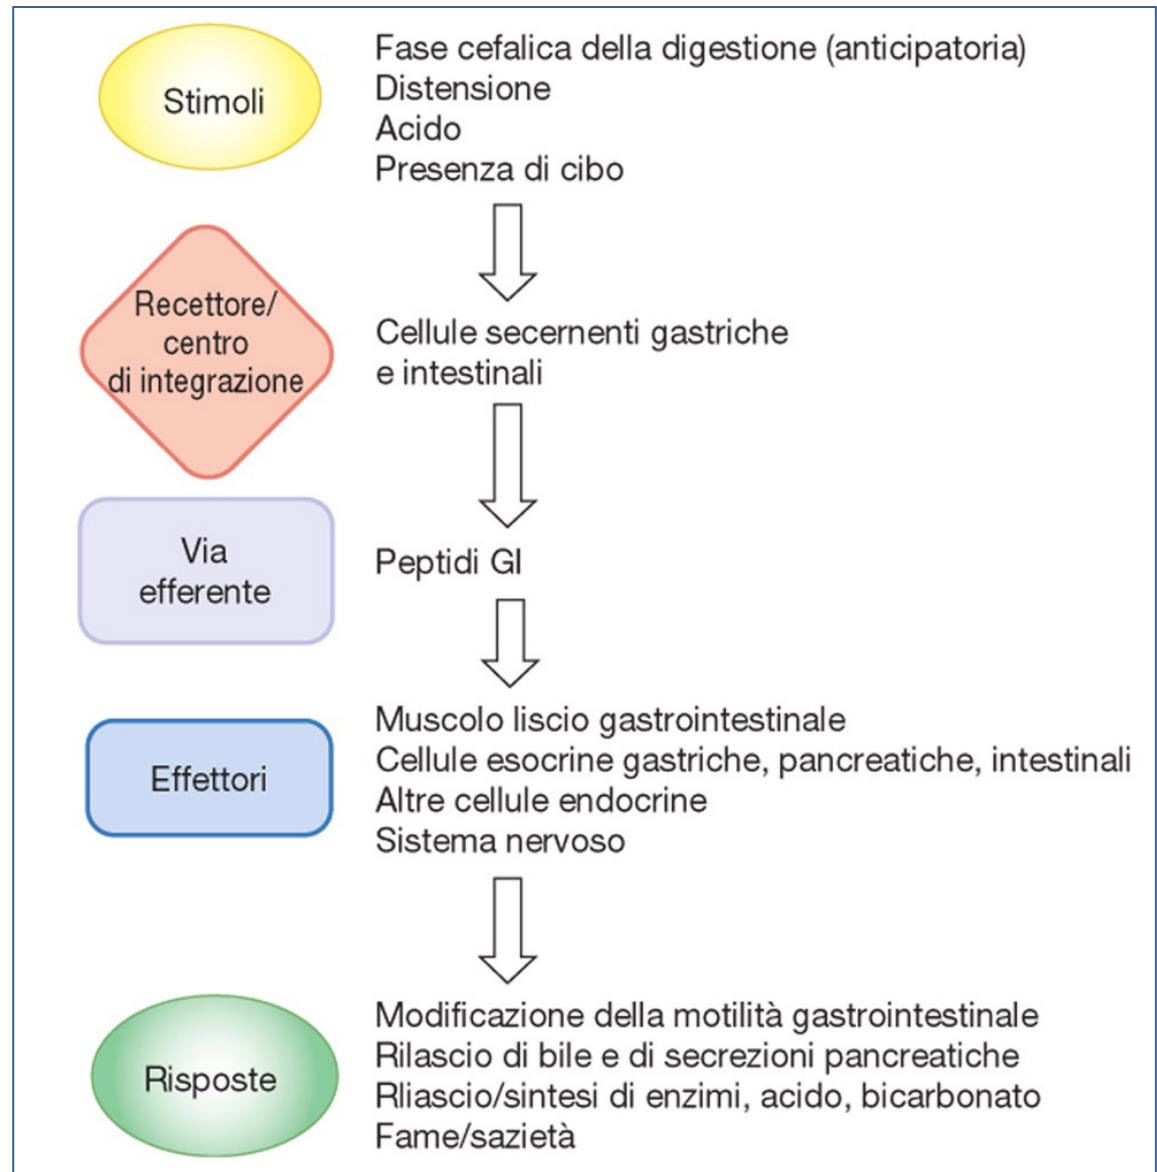 Stimoli
Fase cefalica della digestione (anticipatoria)
Distensione
Acido
Presenza di cibo
Recettore/
centro
di integrazione
Cellule secernenti gastriche
e intestinali
Via
efferente
Peptidi GI
Effettori
Muscolo liscio gastrointestinale
Cellule esocrine gastriche, pancreatiche, intestinali
Altre cellule endocrine
Sistema nervoso
Risposte
Modificazione della motilità gastrointestinale
Rilascio di bile e di secrezioni pancreatiche
Rliascio/sintesi di enzimi, acido, bicarbonato
Fame/sazietà